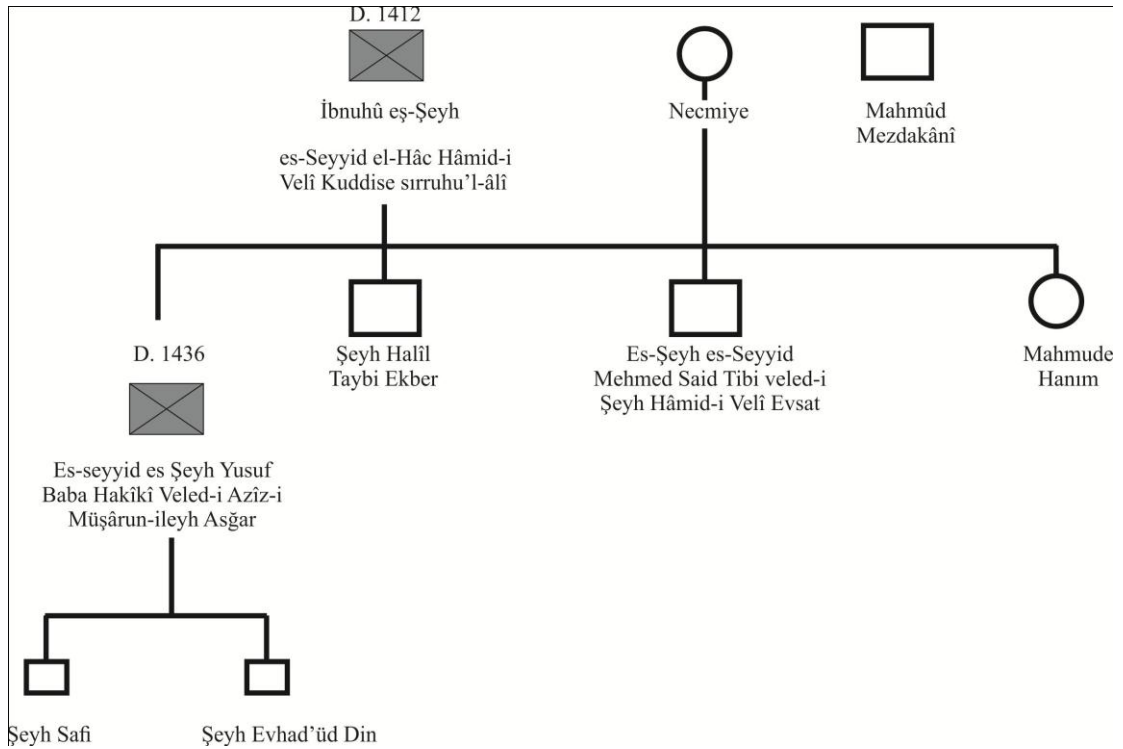 D. 1412
İbnuhû eş-Şeyh
es-Seyyid el-Hâc Hâmid-i
Velî Kuddise sırruhu’l-âlî
Necmiye
Mahmûd
Mezdakânî
D. 1436
Es-seyyid es Şeyh Yusuf
Baba Hakîkî Veled-i Azîz-i
Müşârun-ileyh Asğar
Şeyh Halîl
Taybi Ekber
Es-Şeyh es-Seyyid
Mehmed Said Tibi veled-i
Şeyh Hâmid-i Velî Evsat
Mahmude
Hanım
Şeyh Safi
Şeyh Evhad’üd Din